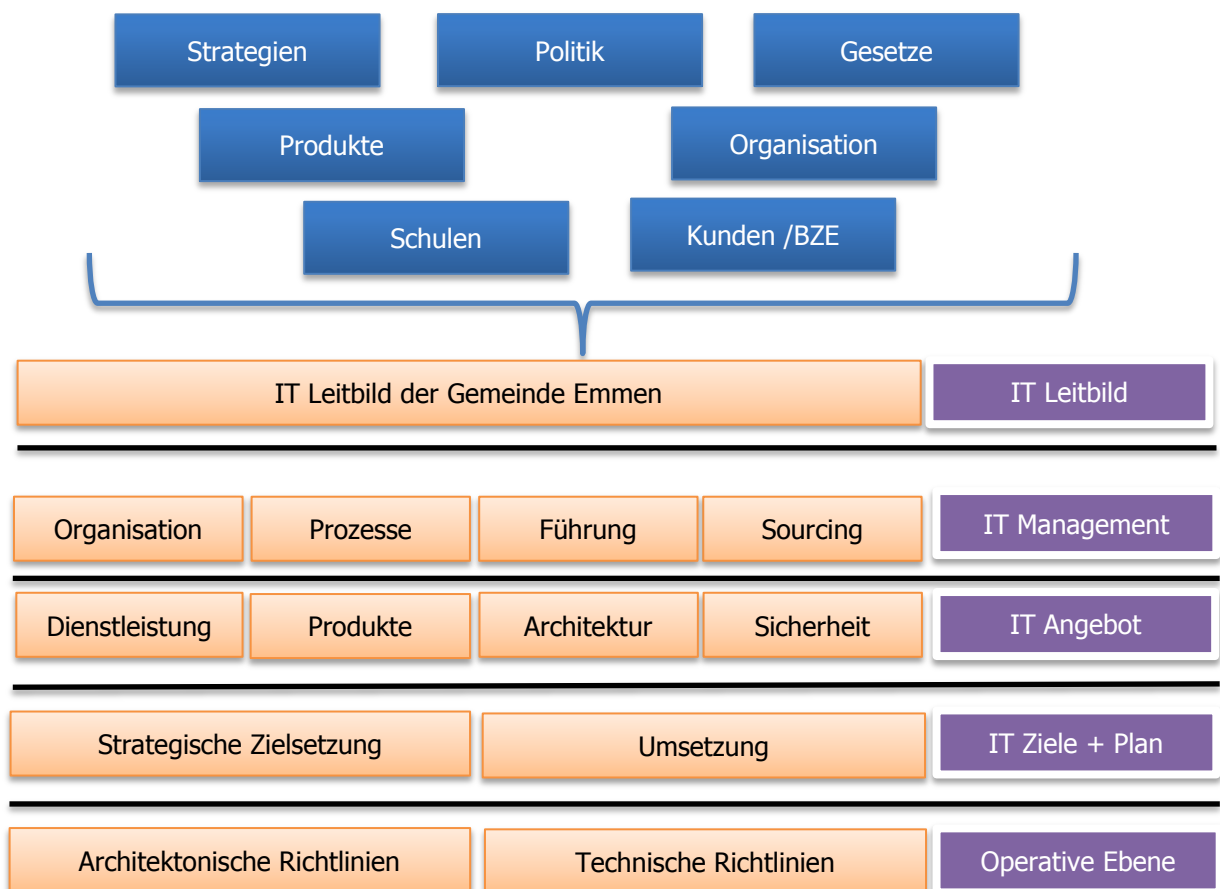 Strategien
Politik
Gesetze
Produkte
Organisation
Schulen
Kunden /BZE
IT Leitbild der Gemeinde Emmen
IT Leitbild
Organisation
Prozesse
Führung
Sourcing
IT Management
Dienstleistung
Produkte
Architektur
Sicherheit
IT Angebot
Strategische Zielsetzung
Umsetzung
IT Ziele + Plan
Architektonische Richtlinien
Technische Richtlinien
Operative Ebene